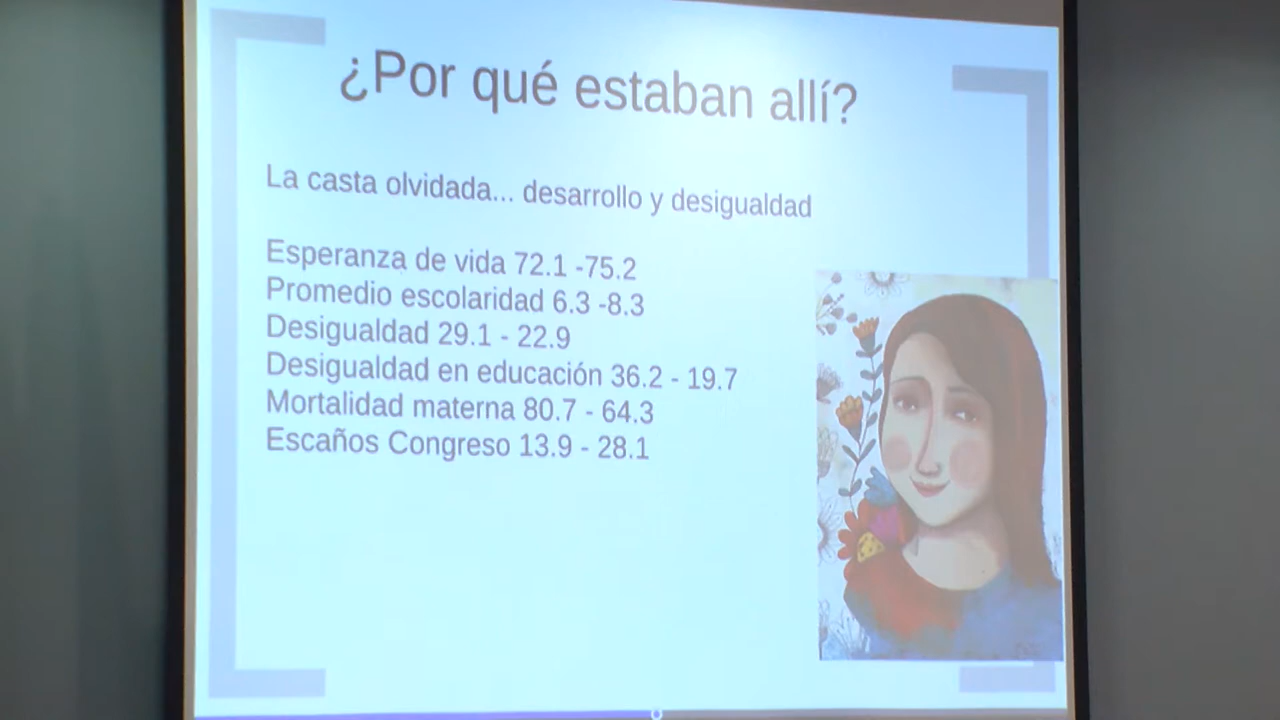 ¿Por qué estaban allí?
La casta olvidada... desarrollo y desigualdad
Esperanza de vida 72.1 -75.2
Promedio escolaridad 6.3 -8.3
Desigualdad 29.1 - 22.9
Desigualdad en educación 36.2 - 19.7
Mortalidad materna 80.7 - 64.3
Escaños Congreso 13.9 - 28.1